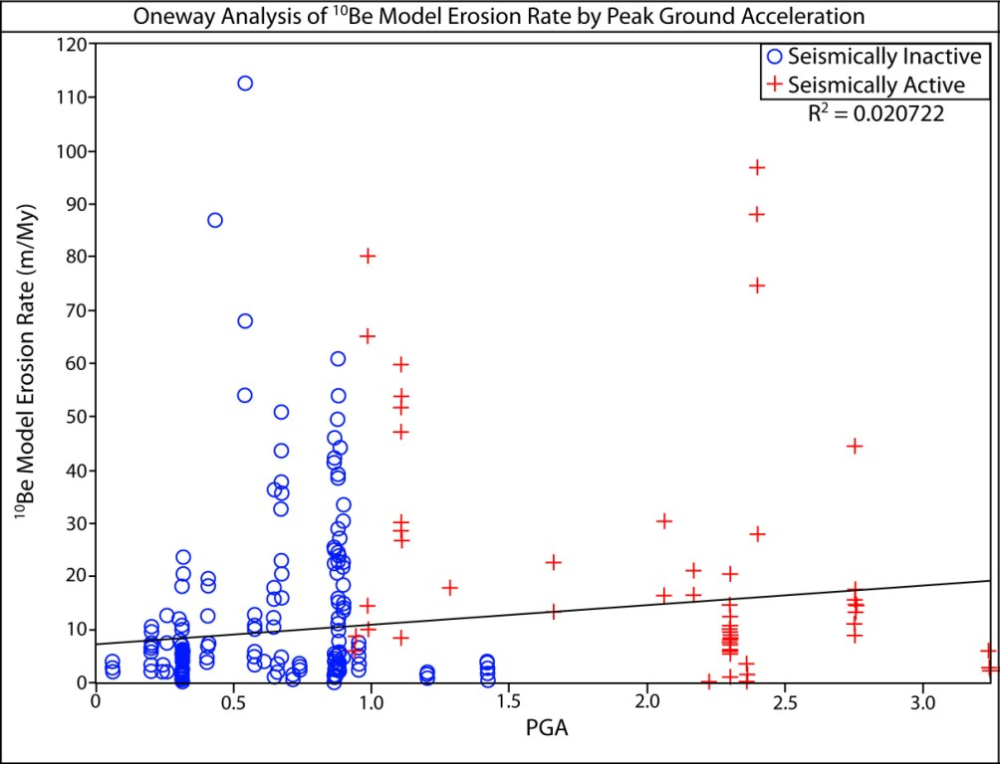 Oneway Analysis of ¹⁰Be Model Erosion Rate by Peak Ground Acceleration
Seismically Inactive
Seismically Active
R² = 0.020722
¹⁰Be Model Erosion Rate (m/My)
120
110
100
90
80
70
60
50
40
30
20
10
0
0 0.5 1.0 1.5 2.0 2.5 3.0
PGA